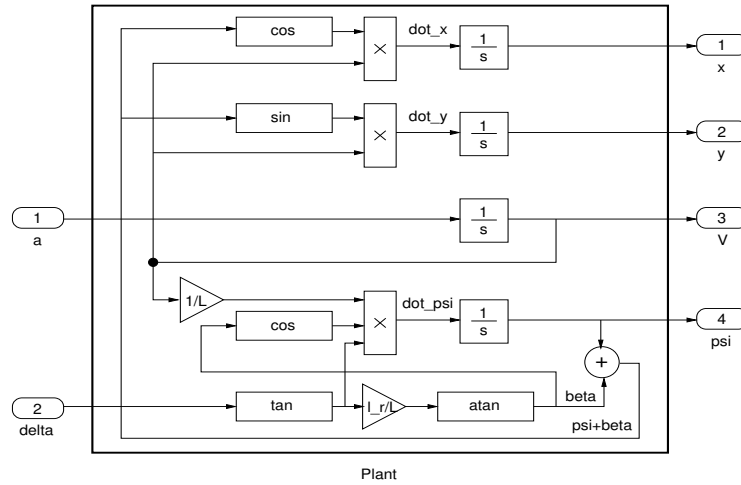 cos
×
dot_x
1
s
1
x
sin
×
dot_y
1
s
2
y
1
a
1
s
3
V
1/L
cos
×
dot_psi
1
s
4
psi
+
2
delta
tan
l_r/L
atan
beta
psi+beta
Plant